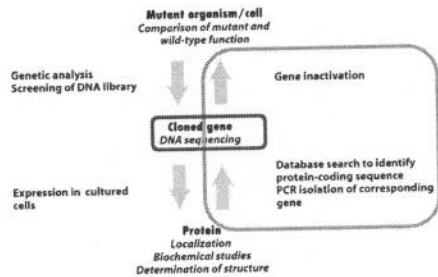 Mutant organism/cell
Comparison of mutant and
wild-type function
Genetic analysis
Screening of DNA library
Gene inactivation
Cloned gene
DNA sequencing
Expression in cultured
cells
Database search to identify
protein-coding sequence
PCR isolation of corresponding
gene
Protein
Localization
Biochemical studies
Determination of structure